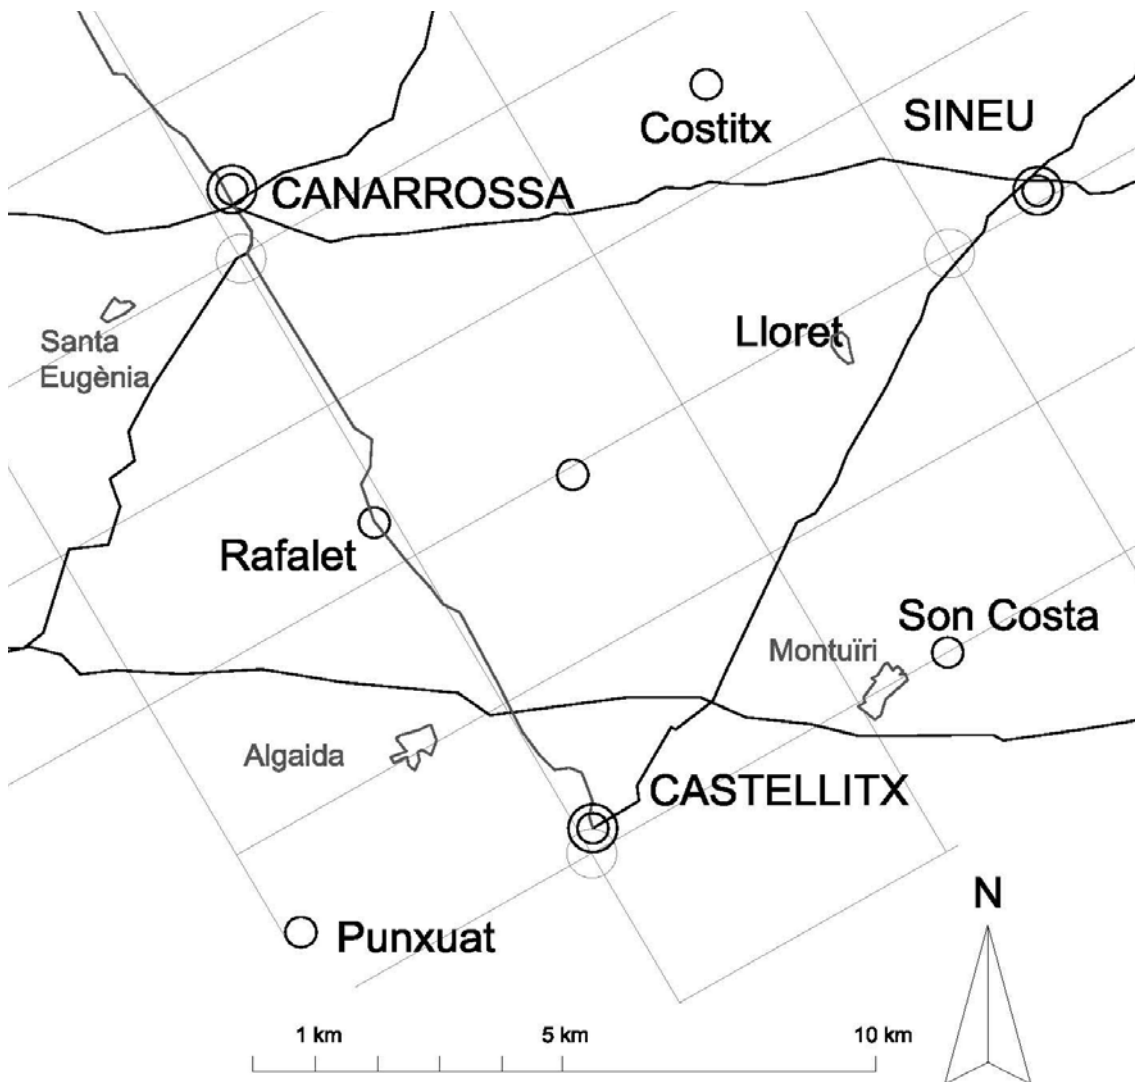 Costitx
SINEU
CANARROSSA
Santa
Eugènia
Lloret
Rafalet
Son Costa
Montuïri
Algaida
CASTELLITX
N
Punxuat
1 km
5 km
10 km